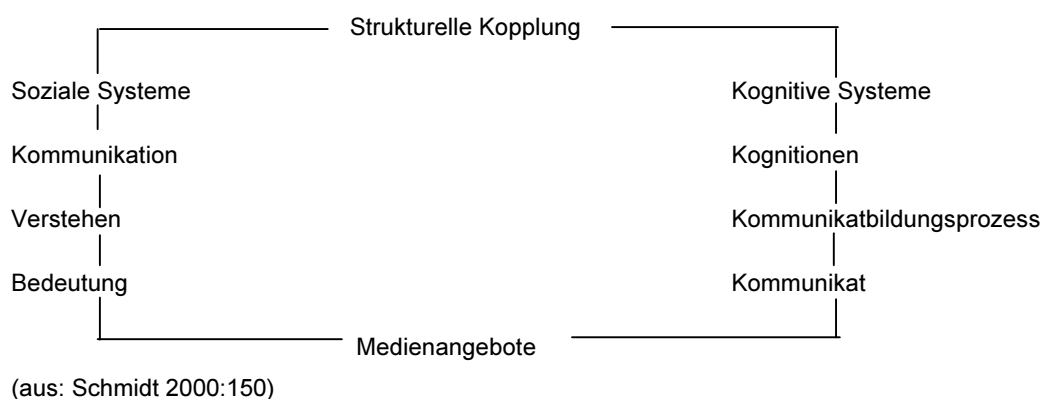 Strukturelle Kopplung
Soziale Systeme Kognitive Systeme
Kommunikation Kognitionen
Verstehen Kommunikatbildungsprozess
Bedeutung Kommunikat
Medienangebote
(aus: Schmidt 2000:150)